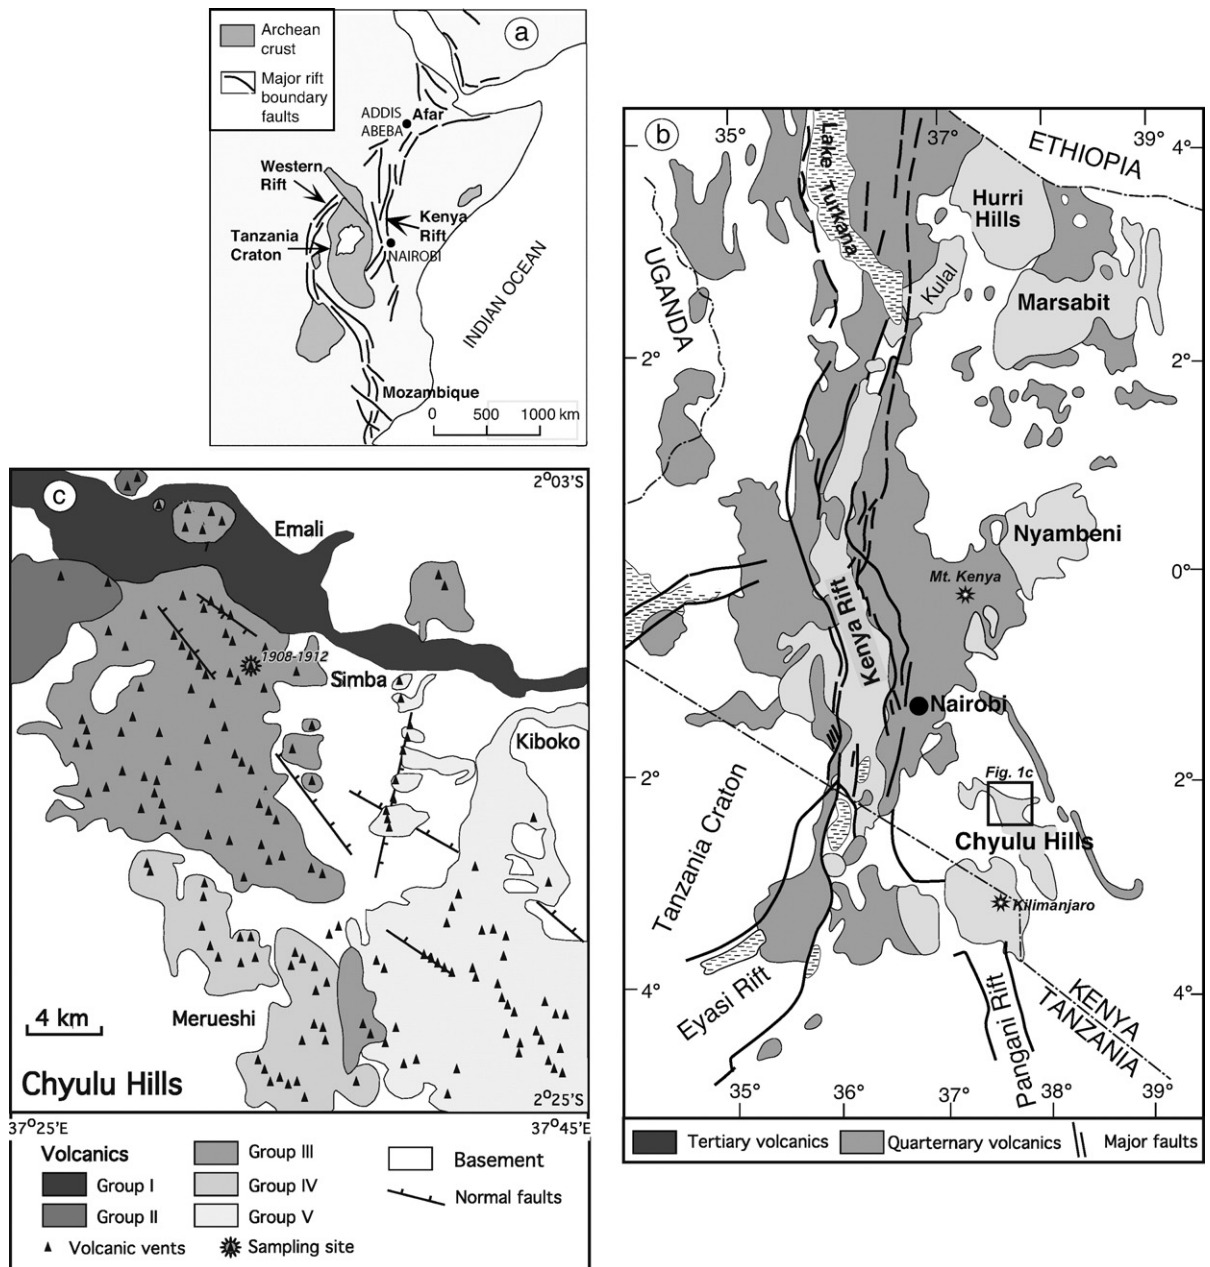 a
Archean
crust
Major rift
boundary
faults
ADDIS
ABEBA
Afar
Western
Rift
Kenya
Rift
Tanzania
Craton
NAIROBI
INDIAN OCEAN
Mozambique
0 500 1000 km
b
35° 37° 39°
4°
ETHIOPIA
Lake Turkana
Hurri
Hills
UGANDA
Kulal
Marsabit
2° 2°
Nyambeni
0°
Mt. Kenya
Kenya Rift
Nairobi
2° 2°
Fig. 1c
Chyulu Hills
Tanzania Craton
Kilimanjaro
Eyasi Rift
Pangani Rift
KENYA
TANZANIA
4° 4°
35° 36° 37° 38° 39°
Tertiary volcanics Quarternary volcanics Major faults
c
2°03'S
Emali
1908-1912
Simba
Kiboko
Merueshi
4 km
Chyulu Hills
2°25'S
37°25'E 37°45'E
Volcanics
Group I
Group II
Group III
Group IV
Group V
Basement
Normal faults
Volcanic vents
Sampling site